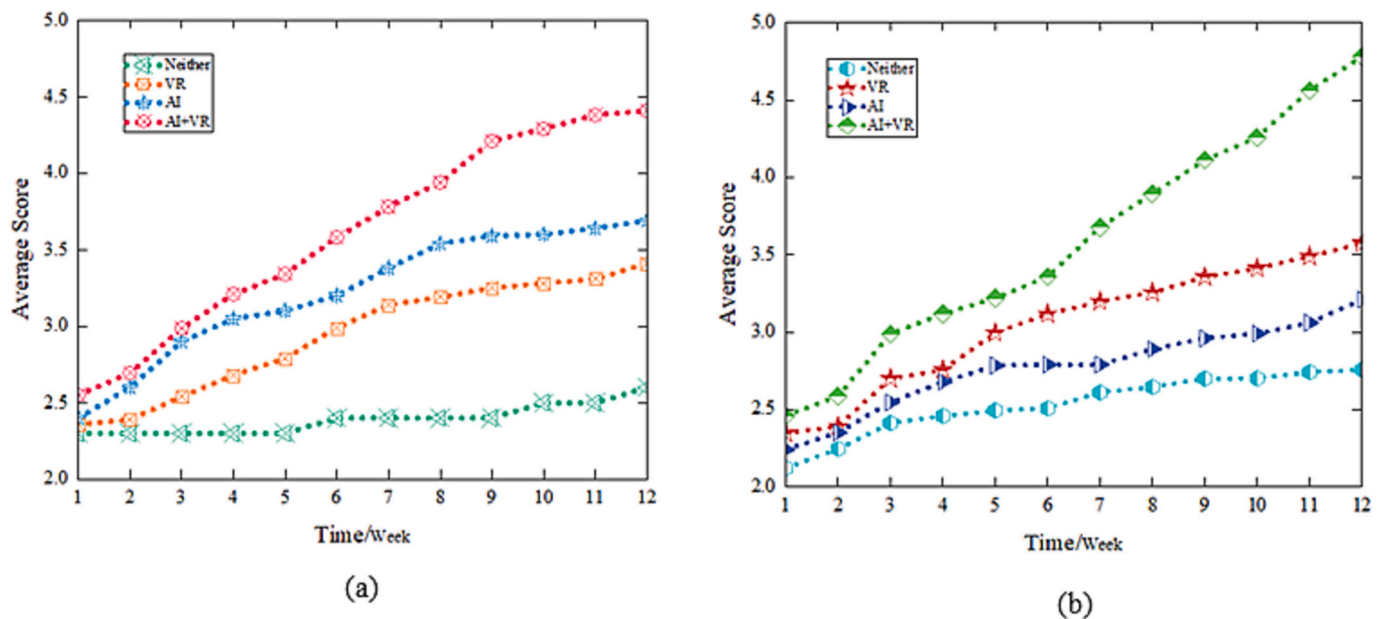 5.0
4.5
4.0
3.5
3.0
2.5
2.0
Average Score
Neither
VR
AI
AI+VR
1 2 3 4 5 6 7 8 9 10 11 12
Time/Week
(a)
5.0
4.5
4.0
3.5
3.0
2.5
2.0
Average Score
Neither
VR
AI
AI+VR
1 2 3 4 5 6 7 8 9 10 11 12
Time/Week
(b)